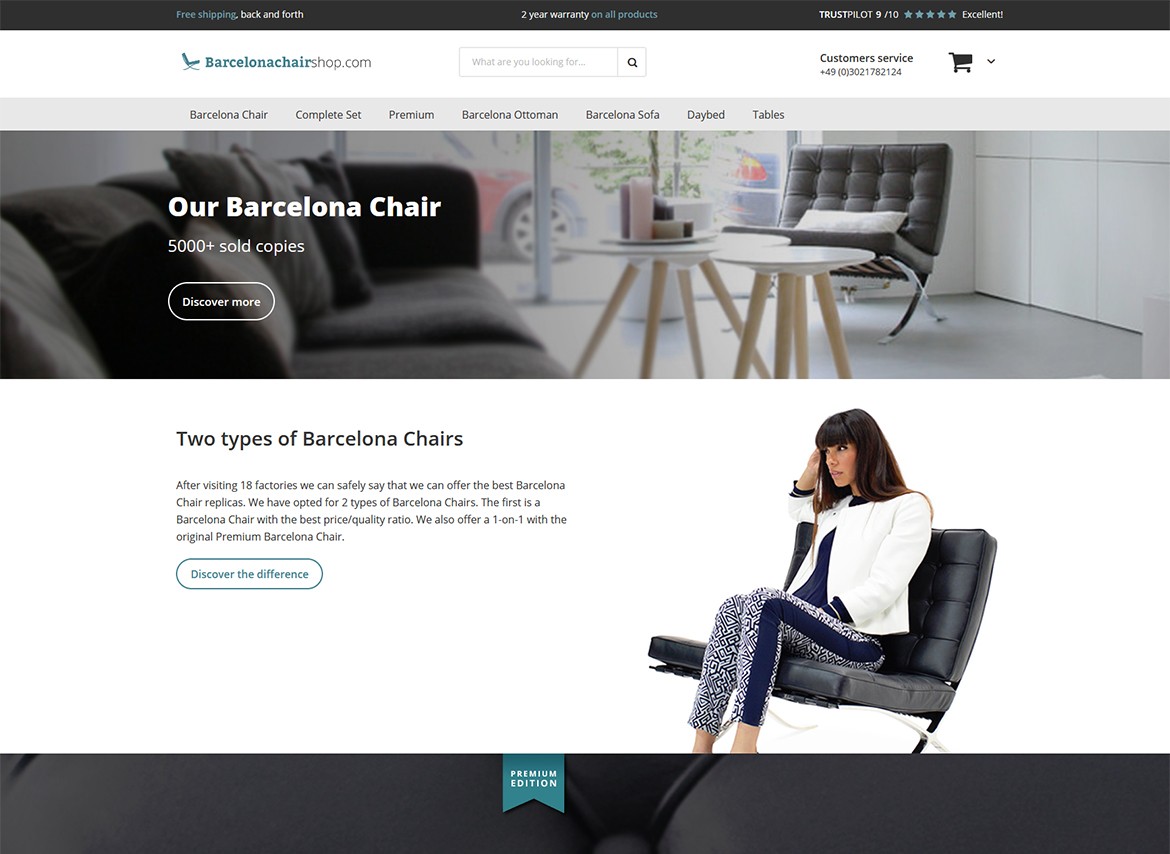 Free shipping, back and forth
2 year warranty on all products
TRUSTPILOT 9 /10 Excellent!
Barcelonachairshop.com
What are you looking for...
Customers service
+49 (0)3021782124
Barcelona Chair Complete Set Premium Barcelona Ottoman Barcelona Sofa Daybed Tables
Our Barcelona Chair
5000+ sold copies
Discover more
Two types of Barcelona Chairs
After visiting 18 factories we can safely say that we can offer the best Barcelona
Chair replicas. We have opted for 2 types of Barcelona Chairs. The first is a
Barcelona Chair with the best price/quality ratio. We also offer a 1-on-1 with the
original Premium Barcelona Chair.
Discover the difference
PREMIUM
EDITION